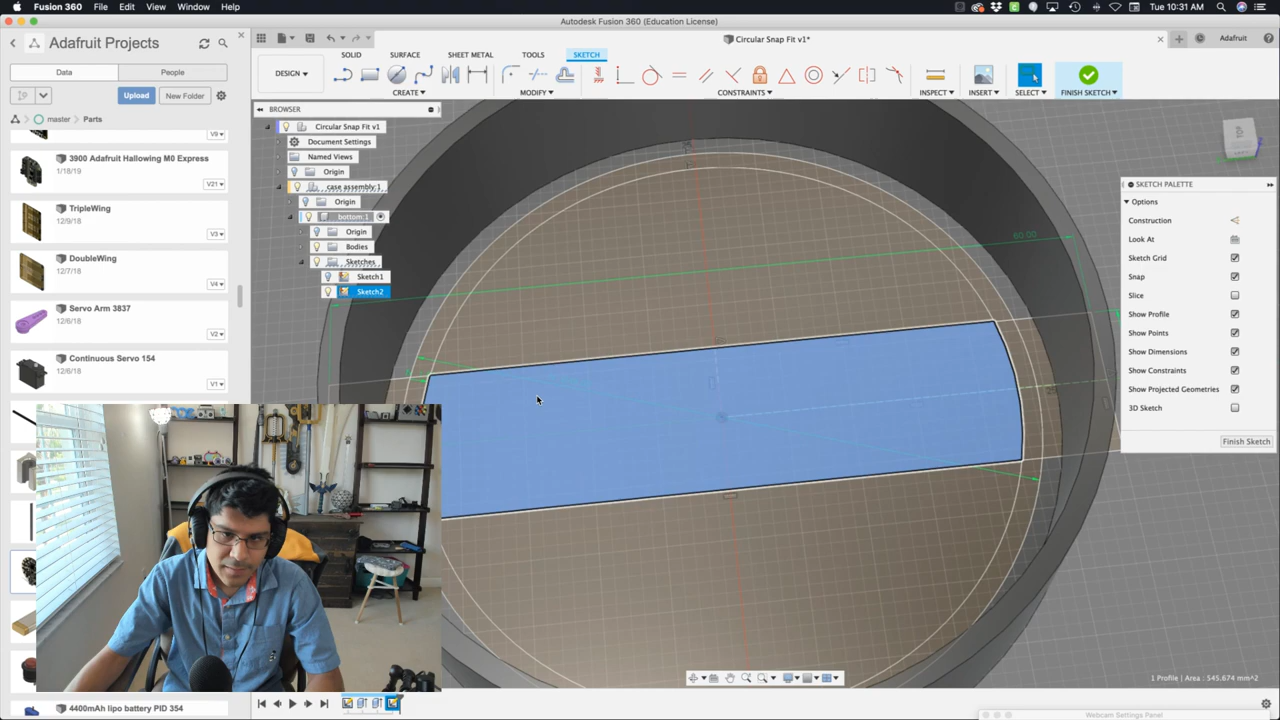 Fusion 360 File Edit View Window Help
Tue 10:31 AM
Autodesk Fusion 360 (Education License)
Adafruit Projects
Circular Snap Fit v1*
Adafruit
Data People
Upload New Folder
master Parts
V9
3900 Adafruit Hallowing M0 Express
1/18/19
V21
TripleWing
12/9/18
V3
DoubleWing
12/7/18
V4
Servo Arm 3837
12/6/18
V2
Continuous Servo 154
12/6/18
V1
4400mAh lipo battery PID 354
SOLID SURFACE SHEET METAL TOOLS SKETCH
DESIGN
CREATE MODIFY CONSTRAINTS INSPECT INSERT SELECT FINISH SKETCH
BROWSER
Circular Snap Fit v1
Document Settings
Named Views
Origin
case assembly:1
Origin
bottom:1
Origin
Bodies
Sketches
Sketch1
Sketch2
60.00
TOP
SKETCH PALETTE
Options
Construction
Look At
Sketch Grid
Snap
Slice
Show Profile
Show Points
Show Dimensions
Show Constraints
Show Projected Geometries
3D Sketch
Finish Sketch
1 Profile | Area : 545.674 mm^2
Webcam Settings Panel